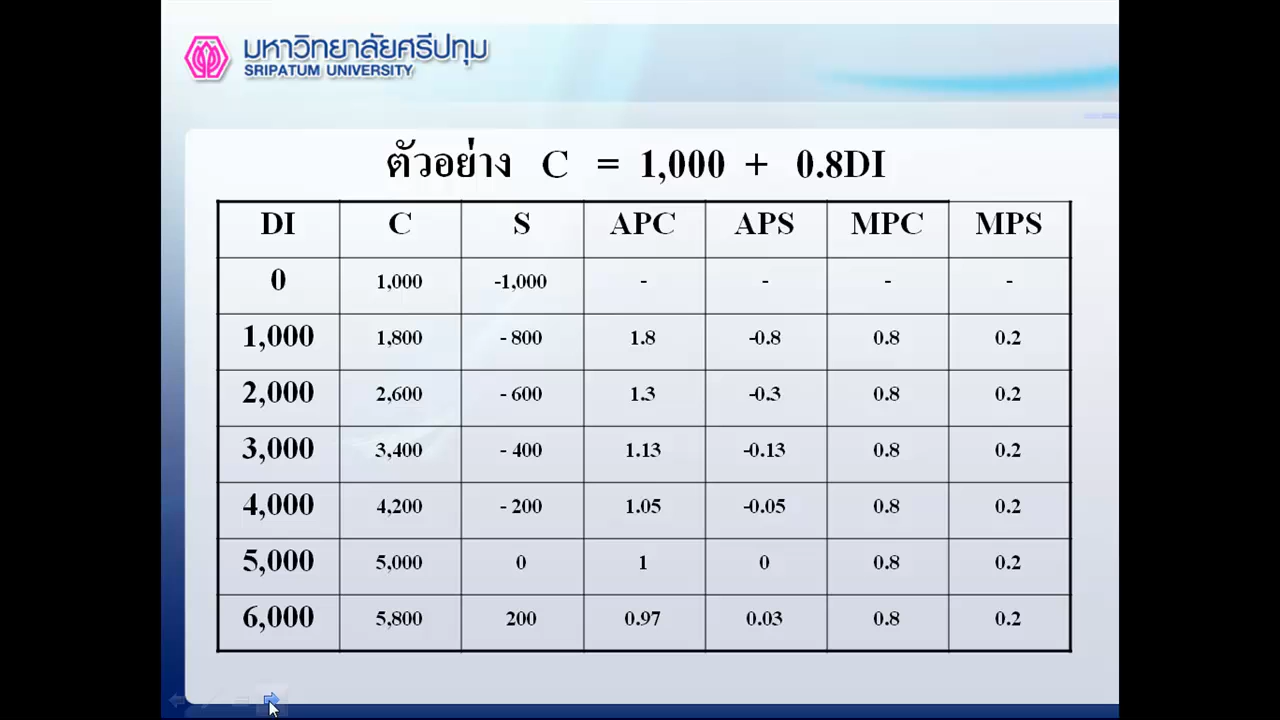 มหาวิทยาลัยศรีปทุม
SRIPATUM UNIVERSITY
ตัวอย่าง C = 1,000 + 0.8DI
DI C S APC APS MPC MPS
0 1,000 -1,000 - - - -
1,000 1,800 - 800 1.8 -0.8 0.8 0.2
2,000 2,600 - 600 1.3 -0.3 0.8 0.2
3,000 3,400 - 400 1.13 -0.13 0.8 0.2
4,000 4,200 - 200 1.05 -0.05 0.8 0.2
5,000 5,000 0 1 0 0.8 0.2
6,000 5,800 200 0.97 0.03 0.8 0.2